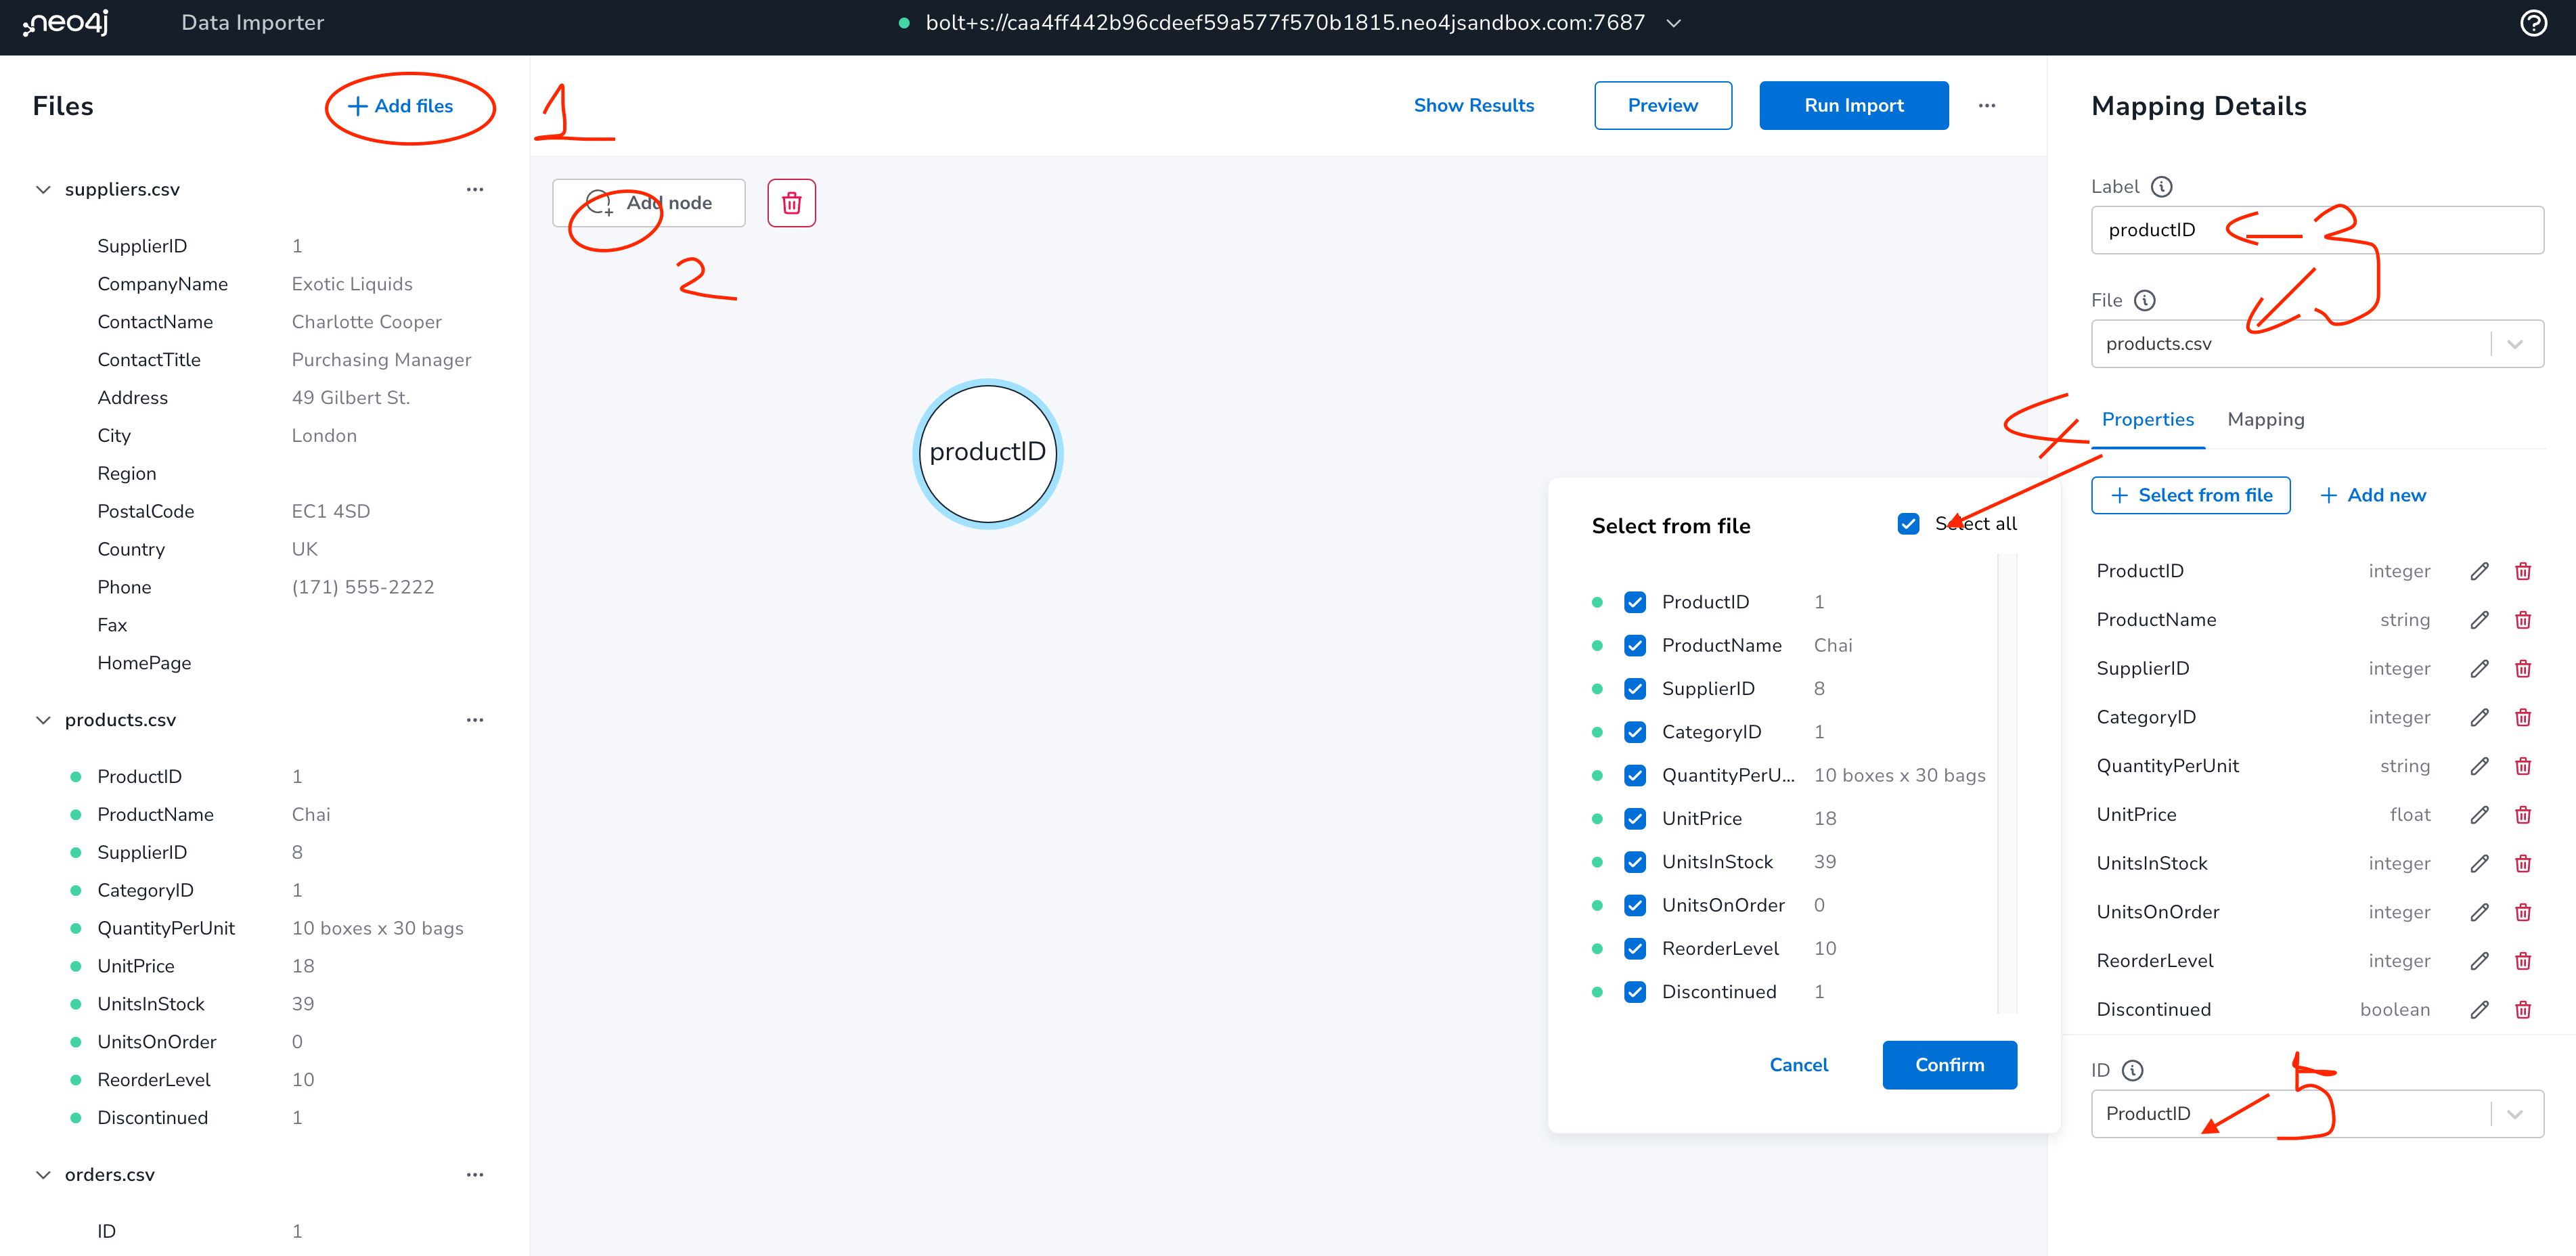 neo4j Data Importer bolt+s://caa4ff442b96cdeef59a577f570b1815.neo4jsandbox.com:7687
Files
+ Add files
1
suppliers.csv
SupplierID 1
CompanyName Exotic Liquids
ContactName Charlotte Cooper
ContactTitle Purchasing Manager
Address 49 Gilbert St.
City London
Region
PostalCode EC1 4SD
Country UK
Phone (171) 555-2222
Fax
HomePage
products.csv
ProductID 1
ProductName Chai
SupplierID 8
CategoryID 1
QuantityPerUnit 10 boxes x 30 bags
UnitPrice 18
UnitsInStock 39
UnitsOnOrder 0
ReorderLevel 10
Discontinued 1
orders.csv
ID 1
Show Results
Preview
Run Import
Add node
2
productID
Select from file
Select all
ProductID 1
ProductName Chai
SupplierID 8
CategoryID 1
QuantityPerU... 10 boxes x 30 bags
UnitPrice 18
UnitsInStock 39
UnitsOnOrder 0
ReorderLevel 10
Discontinued 1
Cancel
Confirm
Mapping Details
Label
productID
3
File
products.csv
4
Properties Mapping
+ Select from file
+ Add new
ProductID integer
ProductName string
SupplierID integer
CategoryID integer
QuantityPerUnit string
UnitPrice float
UnitsInStock integer
UnitsOnOrder integer
ReorderLevel integer
Discontinued boolean
ID
5
ProductID